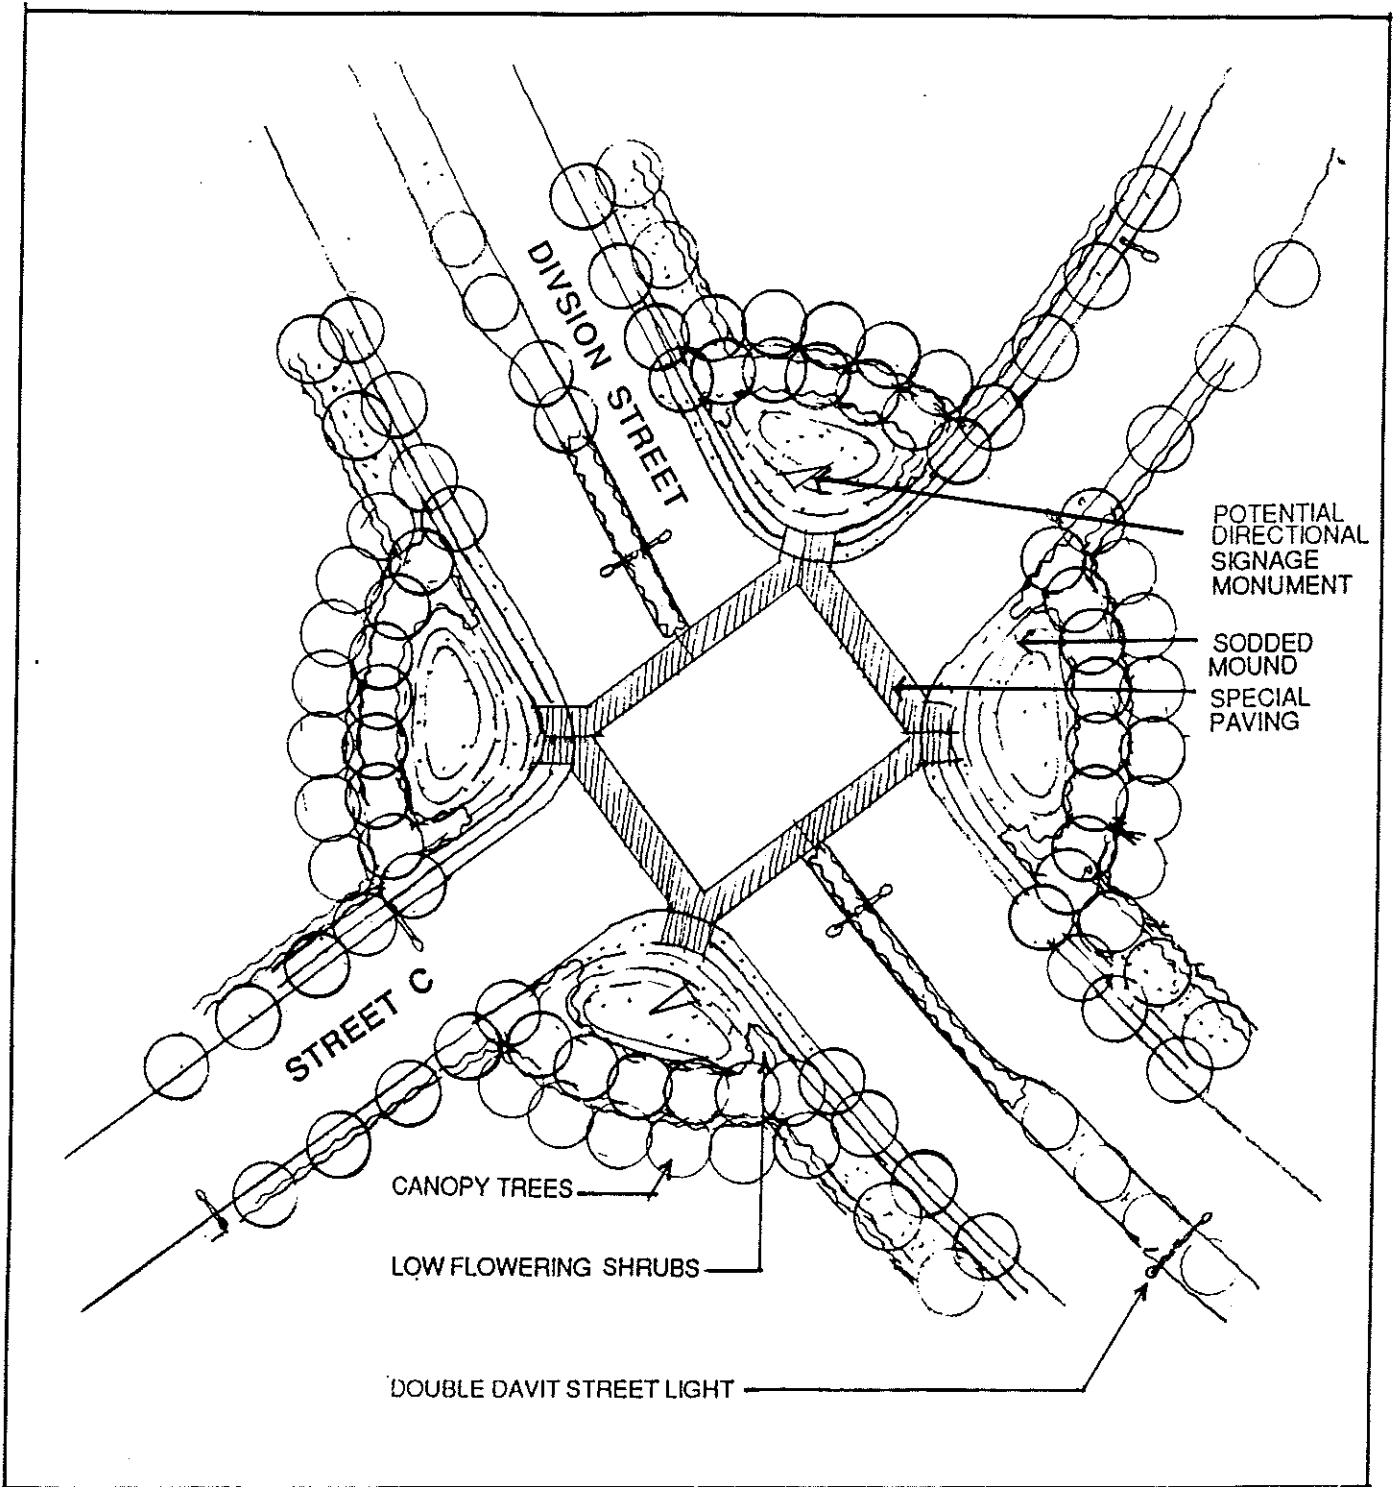 DIVSION STREET
POTENTIAL
DIRECTIONAL
SIGNAGE
MONUMENT
SODDED
MOUND
SPECIAL
PAVING
STREET C
CANOPY TREES
LOW FLOWERING SHRUBS
DOUBLE DAVIT STREET LIGHT